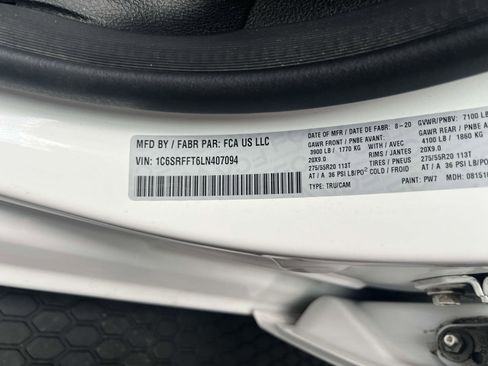 MFD BY / FABR PAR: FCA US LLC
VIN: 1C6SRFFT6LN407094
DATE OF MFR / DATE DE FABR: 8-20 GVWR/PNBV: 7100 LB
GAWR FRONT / PNBE AVANT: GAWR REAR / PNBE A
3900 LB / 1770 KG WITH / AVEC 4100 LB / 1860 KG
20X9.0 RIMS / JANTES 20X9.0
275/55R20 113T TIRES / PNEUS 275/55R20 113T
AT / A 36 PSI LB/PO² COLD / FROID AT / A 36 PSI LB/PO
TYPE: TRU/CAM PAINT: PW7 MDH: 081510